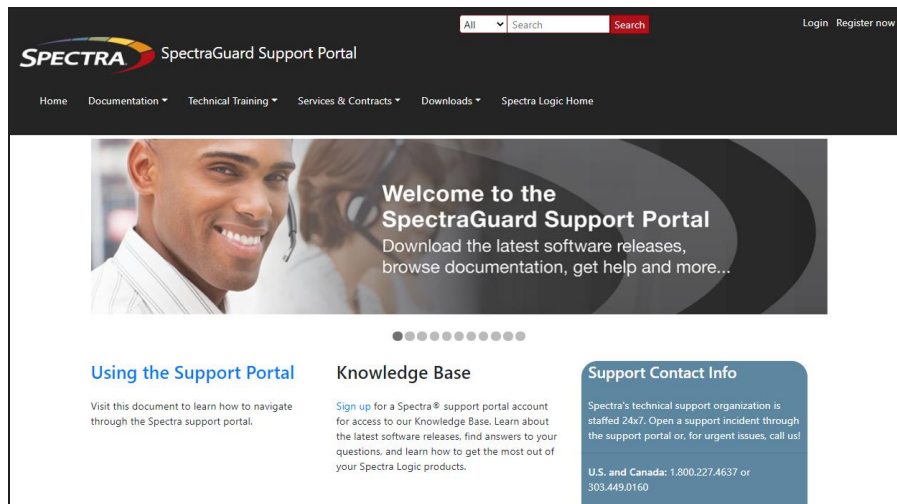 All Search Search Login Register now
SPECTRA SpectraGuard Support Portal
Home Documentation Technical Training Services & Contracts Downloads Spectra Logic Home
Welcome to the
SpectraGuard Support Portal
Download the latest software releases,
browse documentation, get help and more...
Using the Support Portal
Visit this document to learn how to navigate
through the Spectra support portal.
Knowledge Base
Sign up for a Spectra® support portal account
for access to our Knowledge Base. Learn about
the latest software releases, find answers to your
questions, and learn how to get the most out of
your Spectra Logic products.
Support Contact Info
Spectra's technical support organization is
staffed 24x7. Open a support incident through
the support portal or, for urgent issues, call us!
U.S. and Canada: 1.800.227.4637 or
303.449.0160